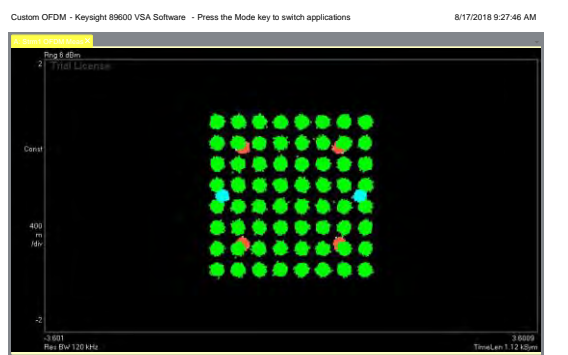 Custom OFDM - Keysight 89600 VSA Software - Press the Mode key to switch applications 8/17/2018 9:27:46 AM
Rng 6 dBm
2
Trial License
Const
400
m
/div
-2
-3.601 3.6009
Res BW 120 kHz TimeLen 1.12 kSym